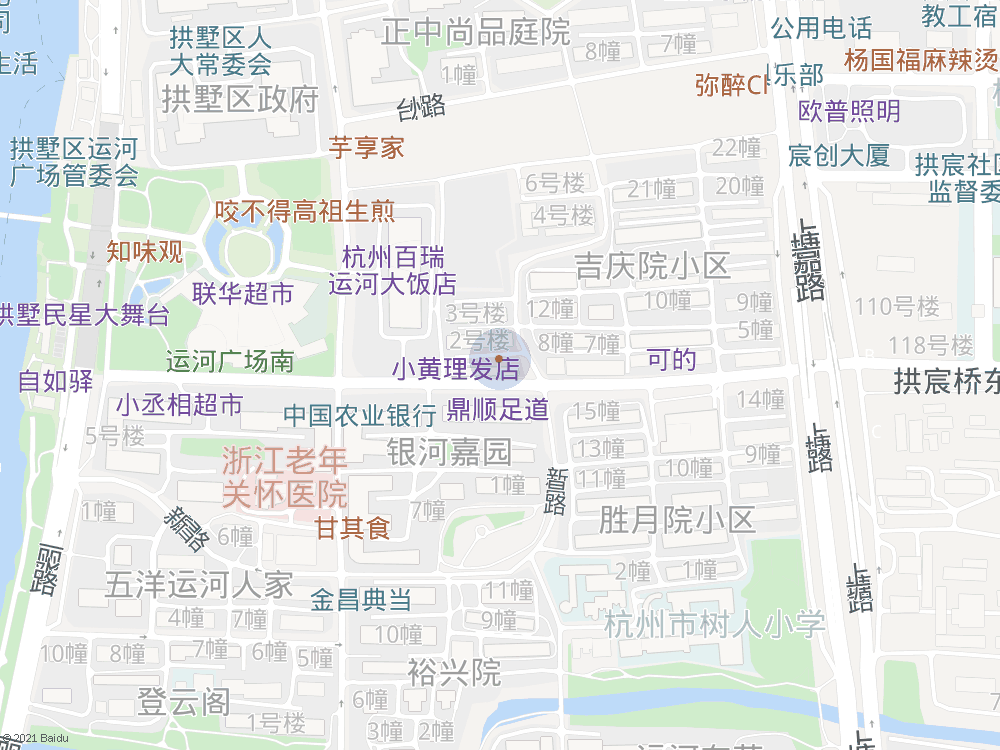 教工宿
公用电话
正中尚品庭院
拱墅区人
大常委会
8幢
7幢
1幢
生活
杨国福麻辣烫
拱墅区政府
欧普照明
芋享家
拱墅区运河
广场管委会
22幢
宸创大厦
拱宸社区
监督委
6号楼
21幢
20幢
4号楼
咬不得高祖生煎
知味观
杭州百瑞
运河大饭店
吉庆院小区
联华超市
10幢
9幢
110号楼
12幢
3号楼
拱墅民星大舞台
5幢
2号楼
8幢
7幢
118号楼
运河广场南
小黄理发店
可的
自如驿
拱宸桥东
小丞相超市
中国农业银行
鼎顺足道
15幢
14幢
5号楼
银河嘉园
13幢
9幢
浙江老年
关怀医院
11幢
10幢
1幢
1幢
7幢
甘其食
胜月院小区
6幢
2幢
1幢
五洋运河人家
11幢
金昌典当
4幢
7幢
9幢
杭州市树人小学
10幢
10幢
8幢
7幢
6幢
5幢
裕兴院
登云阁
6幢
1号楼
3幢
2幢
© 2021 Baidu